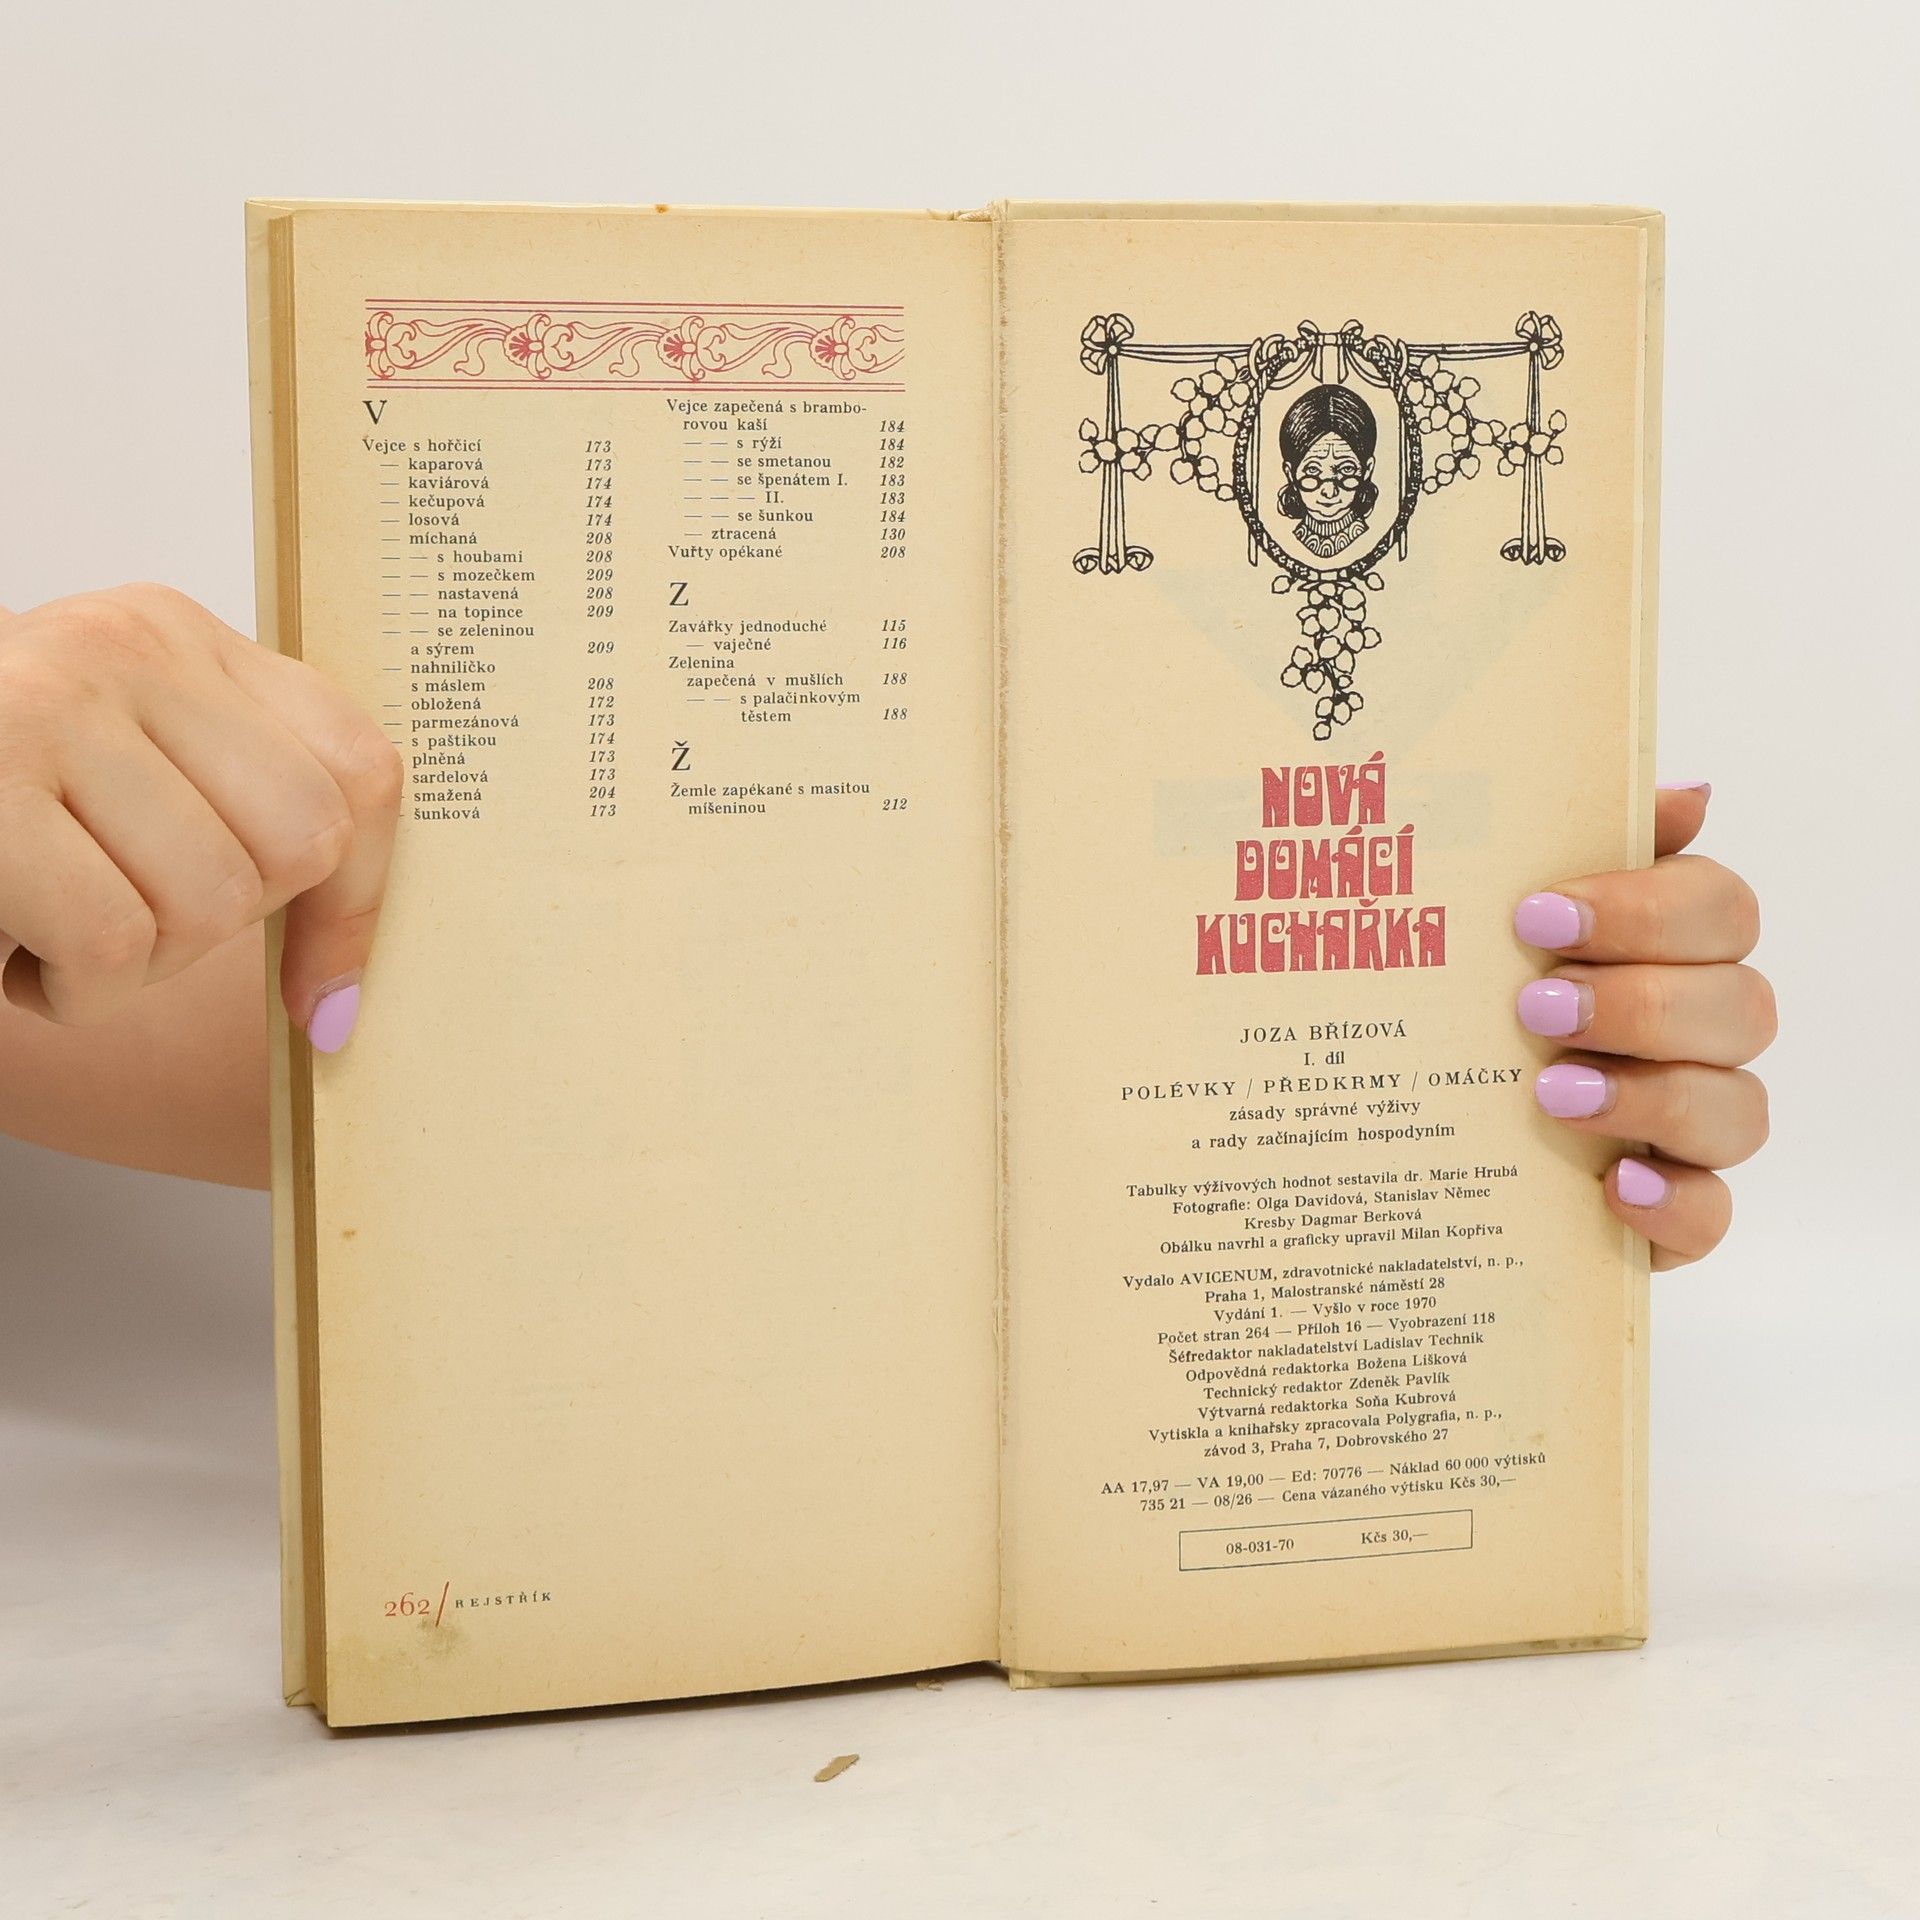 V
Vejce s hořčicí 173
— kaparová 173
— kaviárová 174
— kečupová 174
— losová 174
— míchaná 208
— — s houbami 208
— — s mozečkem 209
— — nastavená 208
— — na topince 209
— — se zeleninou
a sýrem 209
— nahniličko
s máslem 208
— obložená 172
— parmezánová 173
— s paštikou 174
plněná 173
sardelová 173
smažená 204
šunková 173
Vejce zapečená s brambo-
rovou kaší 184
— — s rýží 184
— — se smetanou 182
— — se špenátem I. 183
— — — II. 183
— — se šunkou 184
— ztracená 130
Vuřty opékané 208
Z
Zavářky jednoduché 115
— vaječné 116
Zelenina
zapečená v mušlích 188
— — s palačinkovým
těstem 188
Ž
Žemle zapékané s masitou
míšeninou 212
262/REJSTŘÍK
NOVÁ
DOMÁCÍ
KUCHAŘKA
JOZA BŘÍZOVÁ
I. díl
POLÉVKY / PŘEDKRMY / OMÁČKY
zásady správné výživy
a rady začínajícím hospodyním
Tabulky výživových hodnot sestavila dr. Marie Hrubá
Fotografie: Olga Davidová, Stanislav Němec
Kresby Dagmar Berková
Obálku navrhl a graficky upravil Milan Kopřiva
Vydalo AVICENUM, zdravotnické nakladatelství, n. p.,
Praha 1, Malostranské náměstí 28
Vydání 1. — Vyšlo v roce 1970
Počet stran 264 — Příloh 16 — Vyobrazení 118
Šéfredaktor nakladatelství Ladislav Technik
Odpovědná redaktorka Božena Lišková
Technický redaktor Zdeněk Pavlík
Výtvarná redaktorka Soňa Kubrová
Vytiskla a knihařsky zpracovala Polygrafia, n. p.,
závod 3, Praha 7, Dobrovského 27
AA 17,97 — VA 19,00 — Ed: 70776 — Náklad 60 000 výtisků
735 21 — 08/26 — Cena vázaného výtisku Kčs 30,—
08-031-70 Kčs 30,—